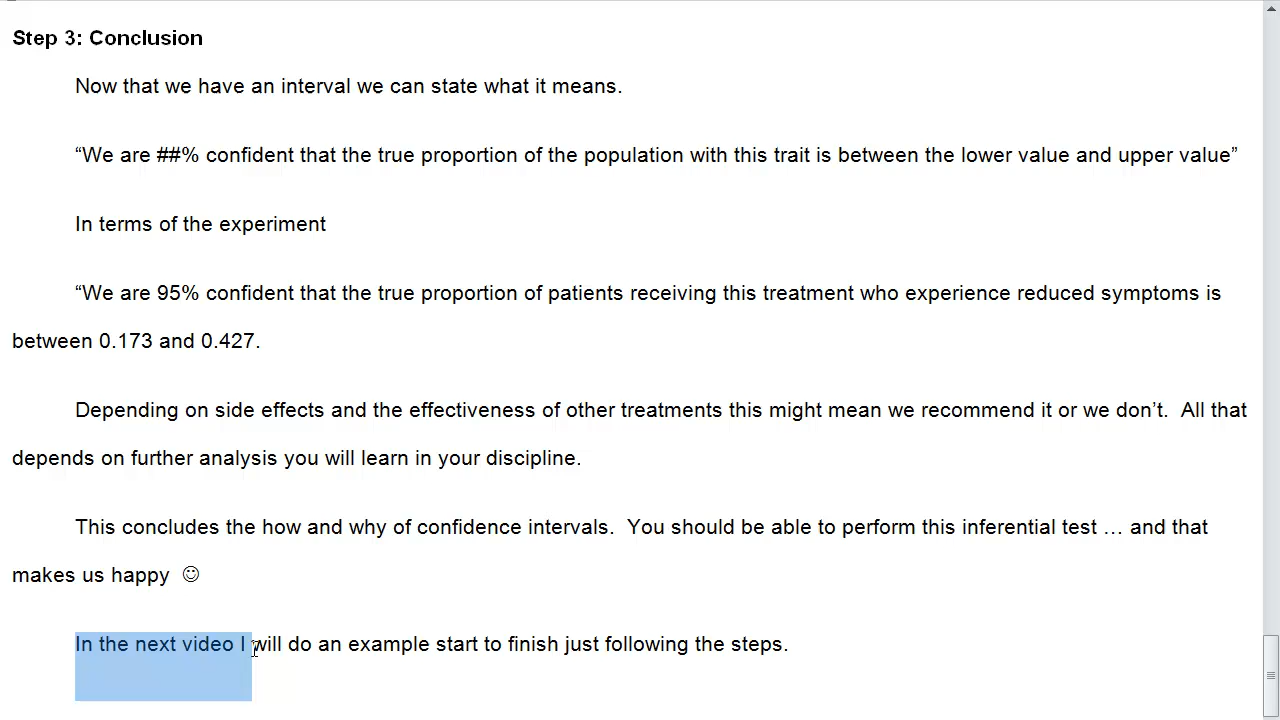 Step 3: Conclusion
Now that we have an interval we can state what it means.
“We are ##% confident that the true proportion of the population with this trait is between the lower value and upper value”
In terms of the experiment
“We are 95% confident that the true proportion of patients receiving this treatment who experience reduced symptoms is
between 0.173 and 0.427.
Depending on side effects and the effectiveness of other treatments this might mean we recommend it or we don’t.  All that
depends on further analysis you will learn in your discipline.
This concludes the how and why of confidence intervals.  You should be able to perform this inferential test … and that
makes us happy ☺
In the next video I will do an example start to finish just following the steps.